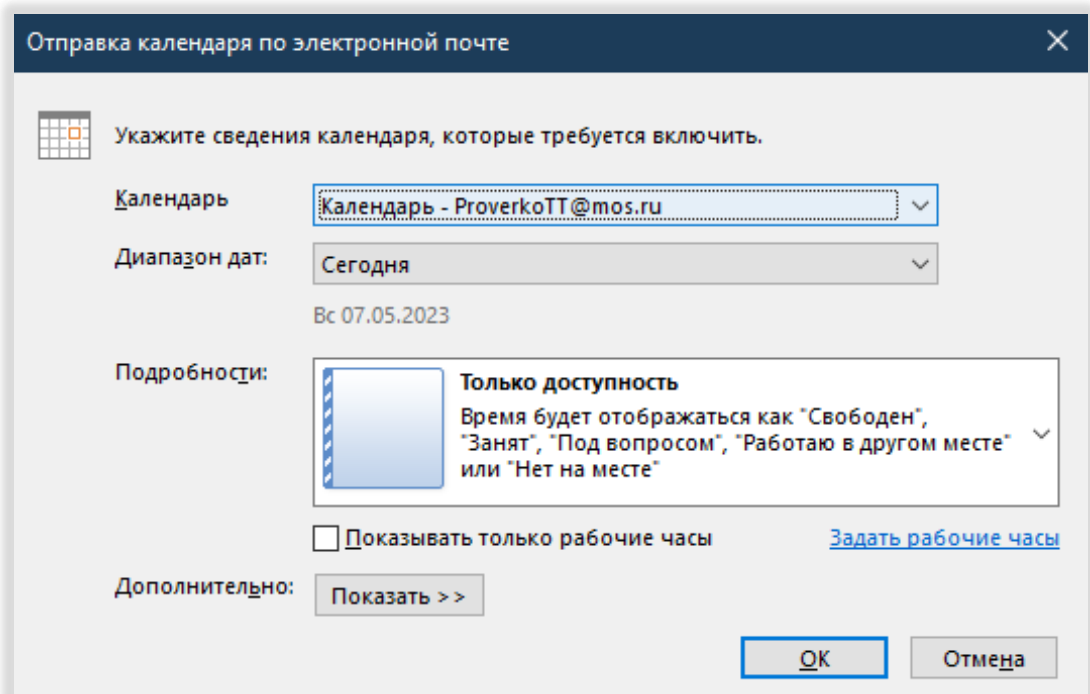 Отправка календаря по электронной почте
Укажите сведения календаря, которые требуется включить.
Календарь
Календарь - ProverkoTT@mos.ru
Диапазон дат:
Сегодня
Вс 07.05.2023
Подробности:
Только доступность
Время будет отображаться как "Свободен",
"Занят", "Под вопросом", "Работаю в другом месте"
или "Нет на месте"
Показывать только рабочие часы
Задать рабочие часы
Дополнительно:
Показать >>
ОК
Отмена